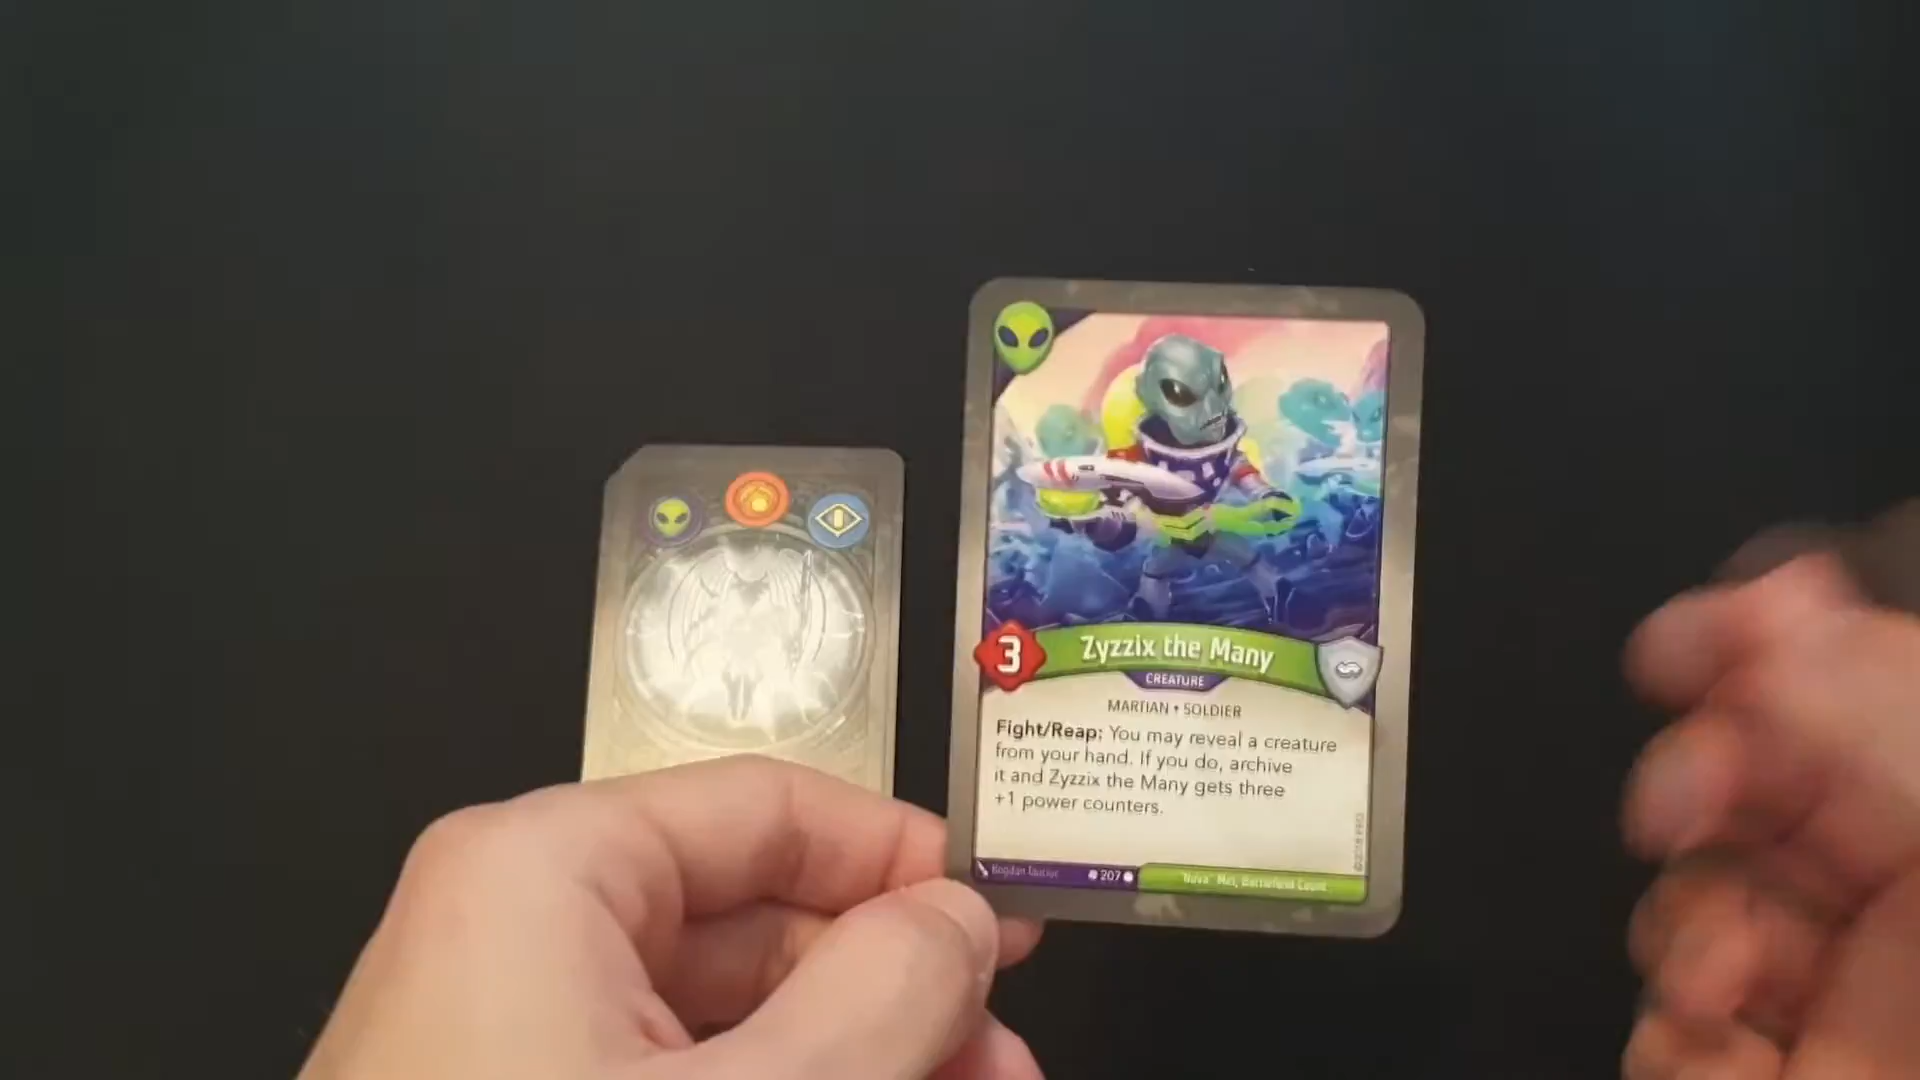 3
Zyzzix the Many
CREATURE
MARTIAN • SOLDIER
Fight/Reap: You may reveal a creature
from your hand. If you do, archive
it and Zyzzix the Many gets three
+1 power counters.
207